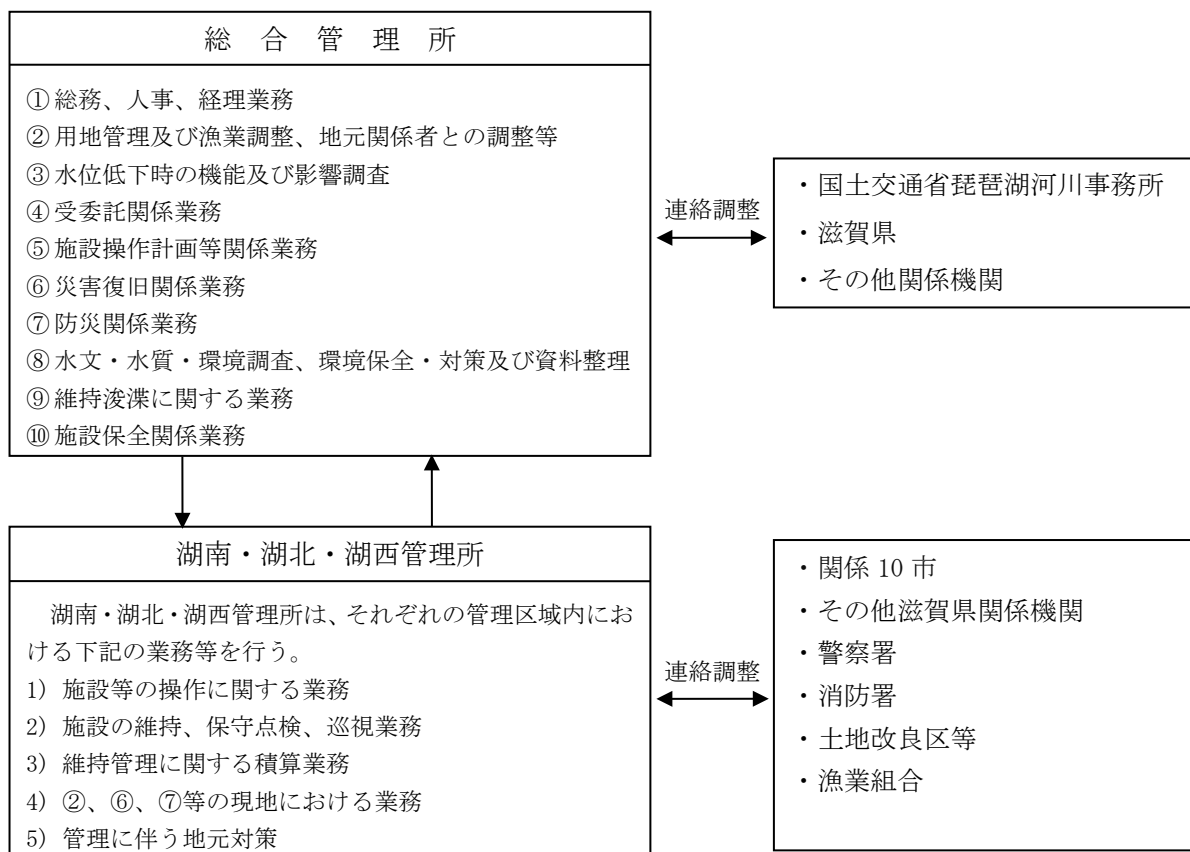 総 合 管 理 所
①総務、人事、経理業務
②用地管理及び漁業調整、地元関係者との調整等
③水位低下時の機能及び影響調査
④受委託関係業務
⑤施設操作計画等関係業務
⑥災害復旧関係業務
⑦防災関係業務
⑧水文・水質・環境調査、環境保全・対策及び資料整理
⑨維持浚渫に関する業務
⑩施設保全関係業務
連絡調整
・国土交通省琵琶湖河川事務所
・滋賀県
・その他関係機関
湖南・湖北・湖西管理所
湖南・湖北・湖西管理所は、それぞれの管理区域内にお
ける下記の業務等を行う。
1) 施設等の操作に関する業務
2) 施設の維持、保守点検、巡視業務
3) 維持管理に関する積算業務
4) ②、⑥、⑦等の現地における業務
5) 管理に伴う地元対策
連絡調整
・関係 10 市
・その他滋賀県関係機関
・警察署
・消防署
・土地改良区等
・漁業組合